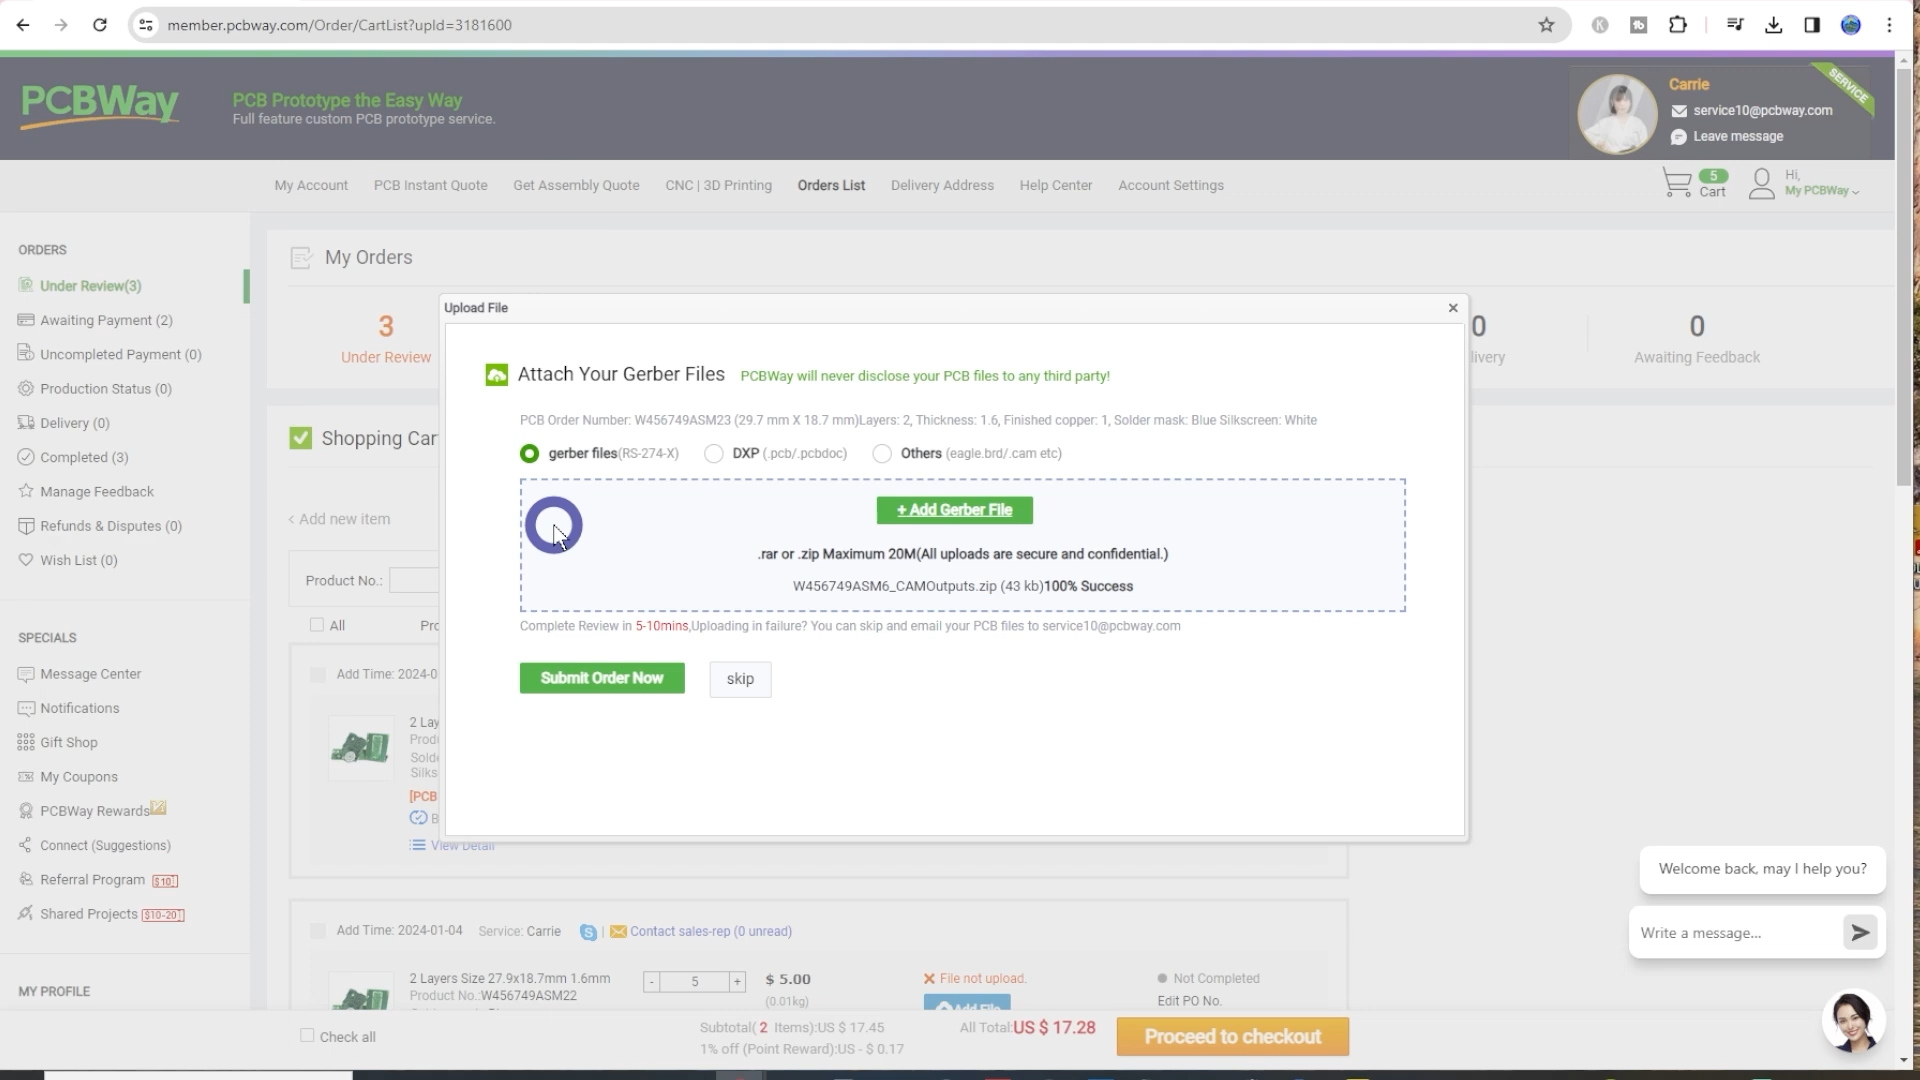 member.pcbway.com/Order/CartList?upId=3181600
PCBWay
PCB Prototype the Easy Way
Full feature custom PCB prototype service.
Carrie
SERVICE
service10@pcbway.com
Leave message
My Account
PCB Instant Quote
Get Assembly Quote
CNC | 3D Printing
Orders List
Delivery Address
Help Center
Account Settings
5
Cart
Hi,
My PCBWay
ORDERS
Under Review(3)
Awaiting Payment (2)
Uncompleted Payment (0)
Production Status (0)
Delivery (0)
Completed (3)
Manage Feedback
Refunds & Disputes (0)
Wish List (0)
SPECIALS
Message Center
Notifications
Gift Shop
My Coupons
PCBWay Rewards
Connect (Suggestions)
Referral Program $10
Shared Projects $10-20
MY PROFILE
My Orders
3
Under Review
0
livery
0
Awaiting Feedback
Shopping Car
< Add new item
Product No.:
All
Pro
Add Time: 2024-0
2 Lay
Produ
Solde
Silks
[PCB
B
View Detail
Upload File
Attach Your Gerber Files
PCBWay will never disclose your PCB files to any third party!
PCB Order Number: W456749ASM23 (29.7 mm X 18.7 mm)Layers: 2, Thickness: 1.6, Finished copper: 1, Solder mask: Blue Silkscreen: White
gerber files(RS-274-X)
DXP (.pcb/.pcbdoc)
Others (eagle.brd/.cam etc)
+ Add Gerber File
.rar or .zip Maximum 20M(All uploads are secure and confidential.)
W456749ASM6_CAMOutputs.zip (43 kb)100% Success
Complete Review in 5-10mins,Uploading in failure? You can skip and email your PCB files to service10@pcbway.com
Submit Order Now
skip
Add Time: 2024-01-04
Service: Carrie
Contact sales-rep (0 unread)
2 Layers Size 27.9x18.7mm 1.6mm
Product No.:W456749ASM22
-
5
+
$ 5.00
(0.01kg)
File not upload.
Add File
Not Completed
Edit PO No.
Check all
Subtotal( 2 Items):US $ 17.45
1% off (Point Reward):US - $ 0.17
All Total:US $ 17.28
Proceed to checkout
Welcome back, may I help you?
Write a message...